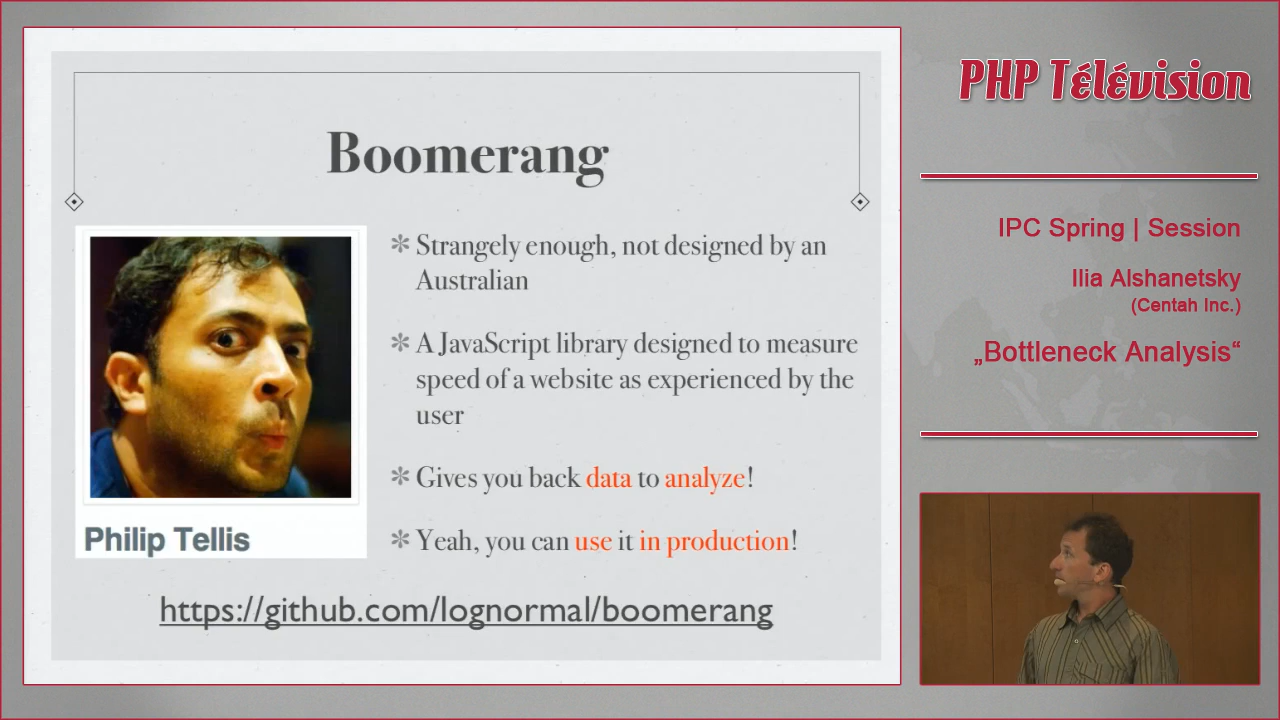 Boomerang
Strangely enough, not designed by an
Australian
A JavaScript library designed to measure
speed of a website as experienced by the
user
Gives you back data to analyze!
Yeah, you can use it in production!
Philip Tellis
https://github.com/lognormal/boomerang
PHP Télévision
IPC Spring | Session
Ilia Alshanetsky
(Centah Inc.)
„Bottleneck Analysis“